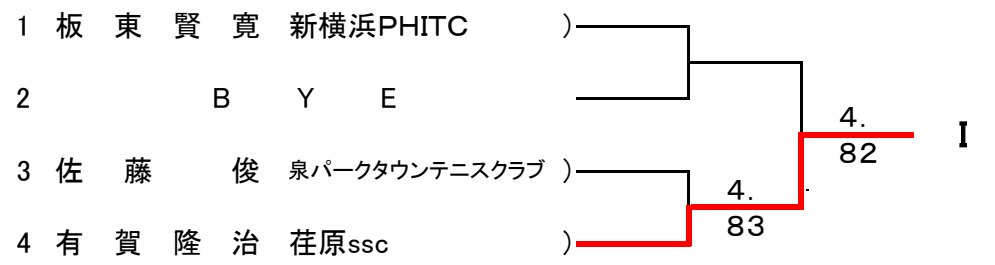 1 板 東 賢 寛 新横浜PHITC )
2 B Y E
4.
I
82
3 佐 藤 俊 泉パークタウンテニスクラブ )
4.
83
4 有 賀 隆 治 荏原ssc )